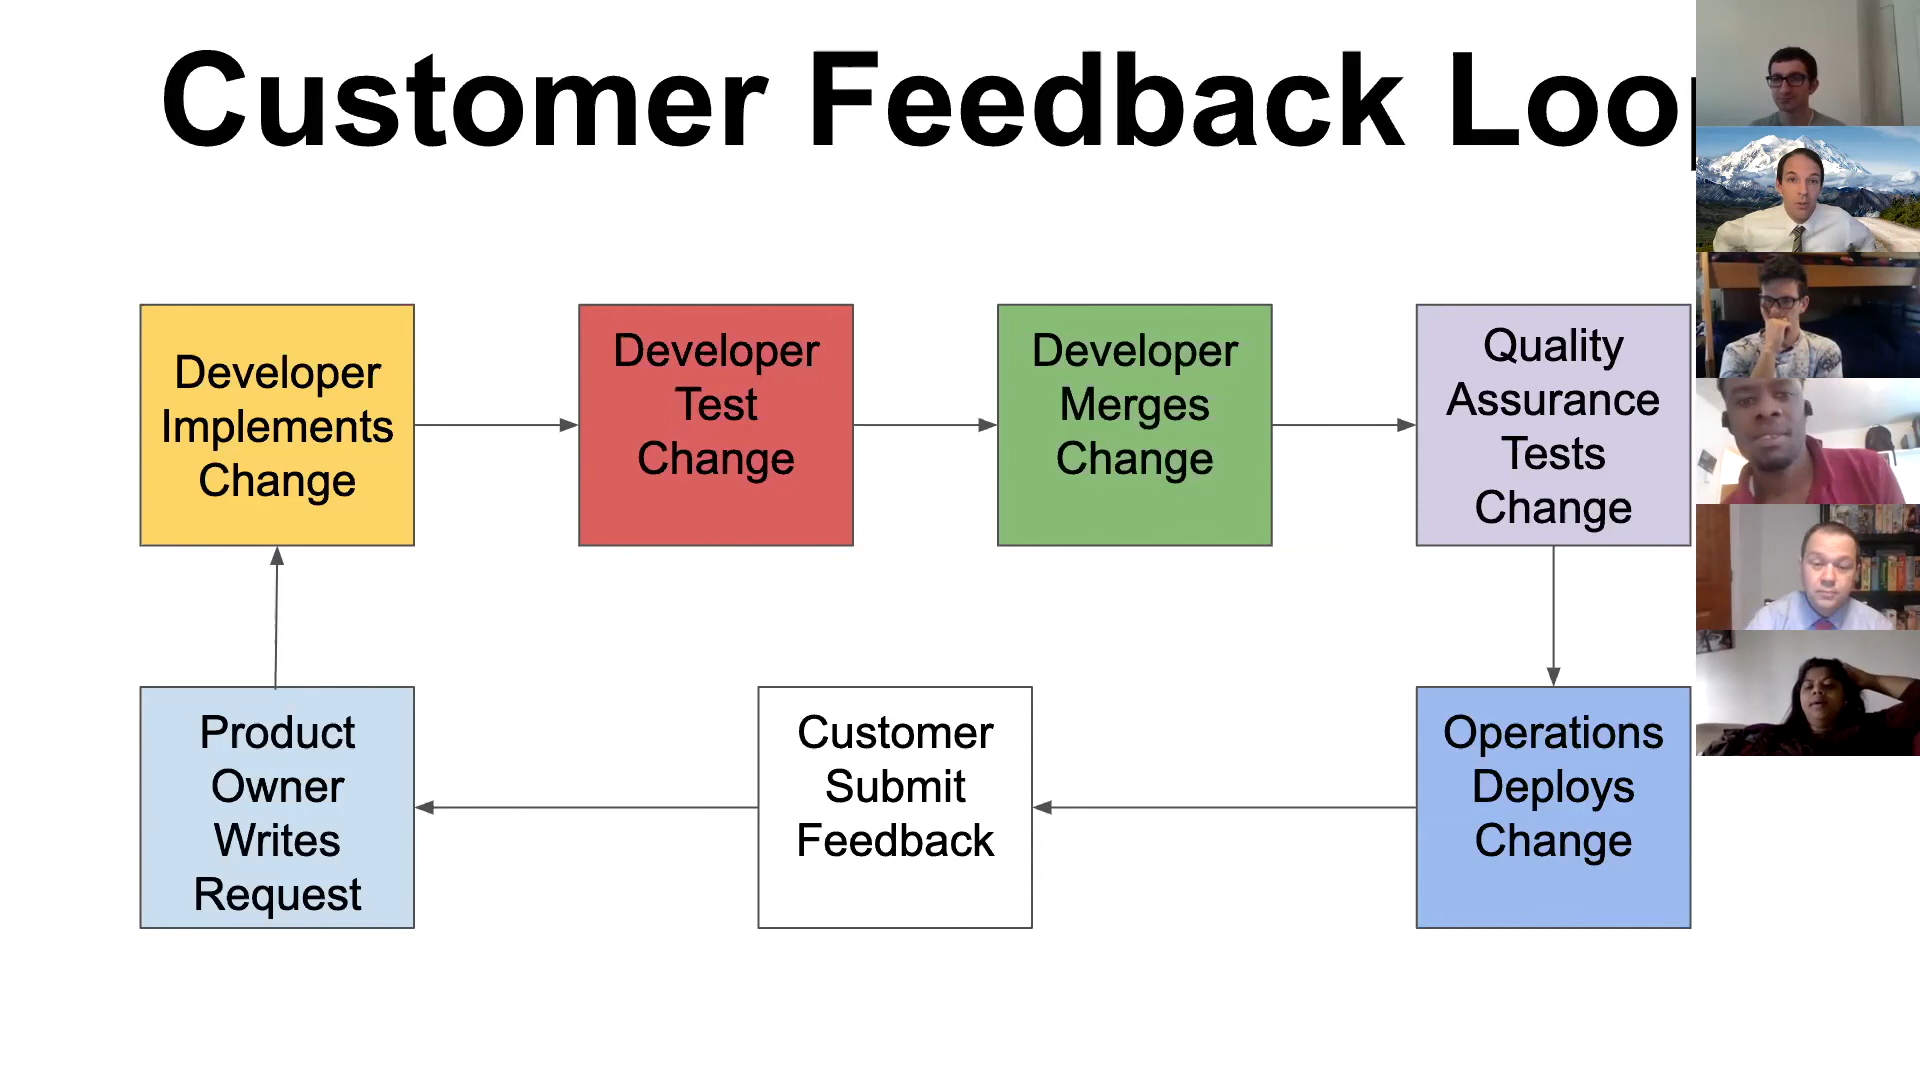 Customer Feedback Loo
Developer
Implements
Change
Developer
Test
Change
Developer
Merges
Change
Quality
Assurance
Tests
Change
Product
Owner
Writes
Request
Customer
Submit
Feedback
Operations
Deploys
Change